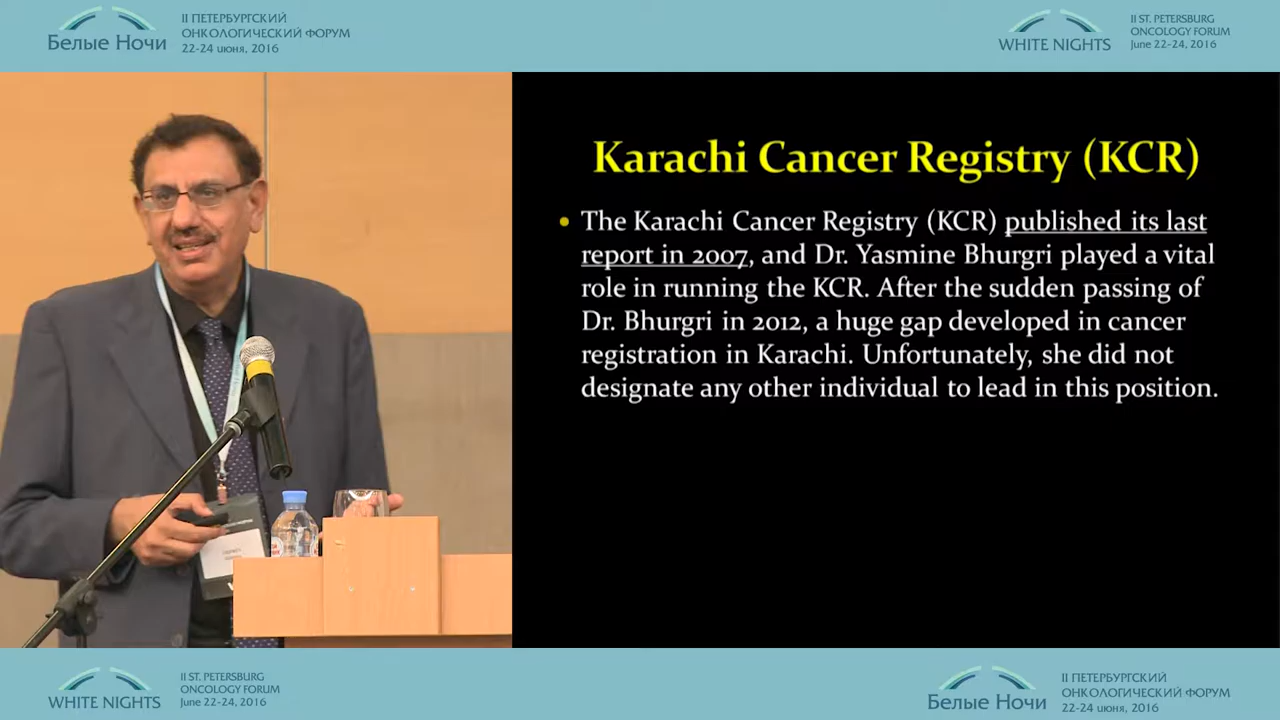 Белые Ночи
II ПЕТЕРБУРГСКИЙ
ОНКОЛОГИЧЕСКИЙ ФОРУМ
22-24 июня, 2016
WHITE NIGHTS
II ST. PETERSBURG
ONCOLOGY FORUM
June 22-24, 2016
Karachi Cancer Registry (KCR)
• The Karachi Cancer Registry (KCR) published its last
report in 2007, and Dr. Yasmine Bhurgri played a vital
role in running the KCR. After the sudden passing of
Dr. Bhurgri in 2012, a huge gap developed in cancer
registration in Karachi. Unfortunately, she did not
designate any other individual to lead in this position.
WHITE NIGHTS
II ST. PETERSBURG
ONCOLOGY FORUM
June 22-24, 2016
Белые Ночи
II ПЕТЕРБУРГСКИЙ
ОНКОЛОГИЧЕСКИЙ ФОРУМ
22-24 июня, 2016